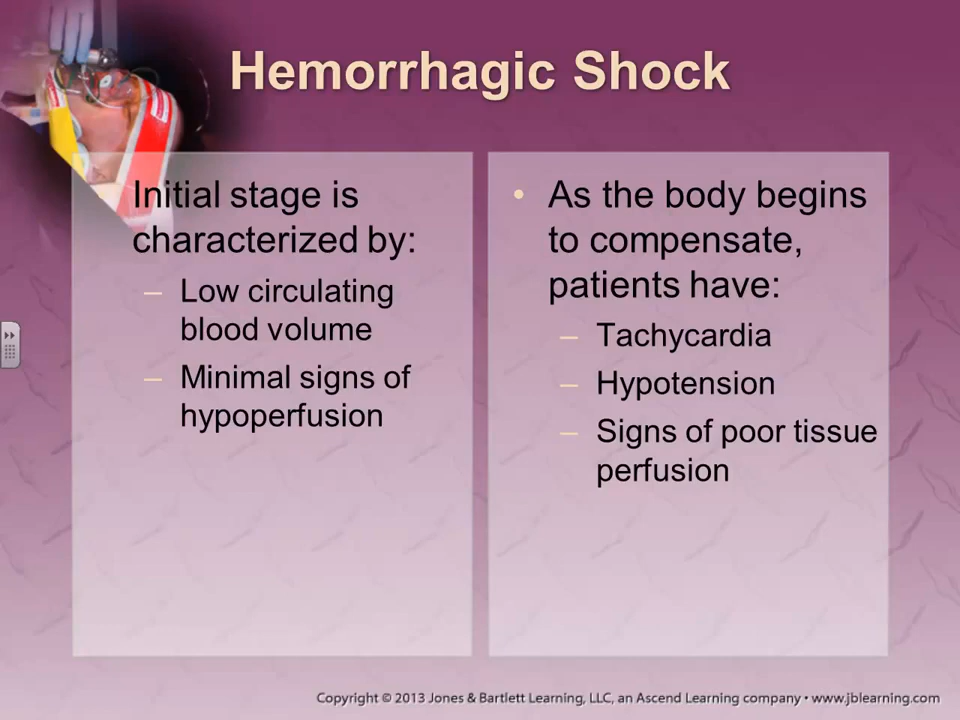 Hemorrhagic Shock
• Initial stage is
characterized by:
– Low circulating
blood volume
– Minimal signs of
hypoperfusion
• As the body begins
to compensate,
patients have:
– Tachycardia
– Hypotension
– Signs of poor tissue
perfusion
Copyright © 2013 Jones & Bartlett Learning, LLC, an Ascend Learning company • www.jblearning.com